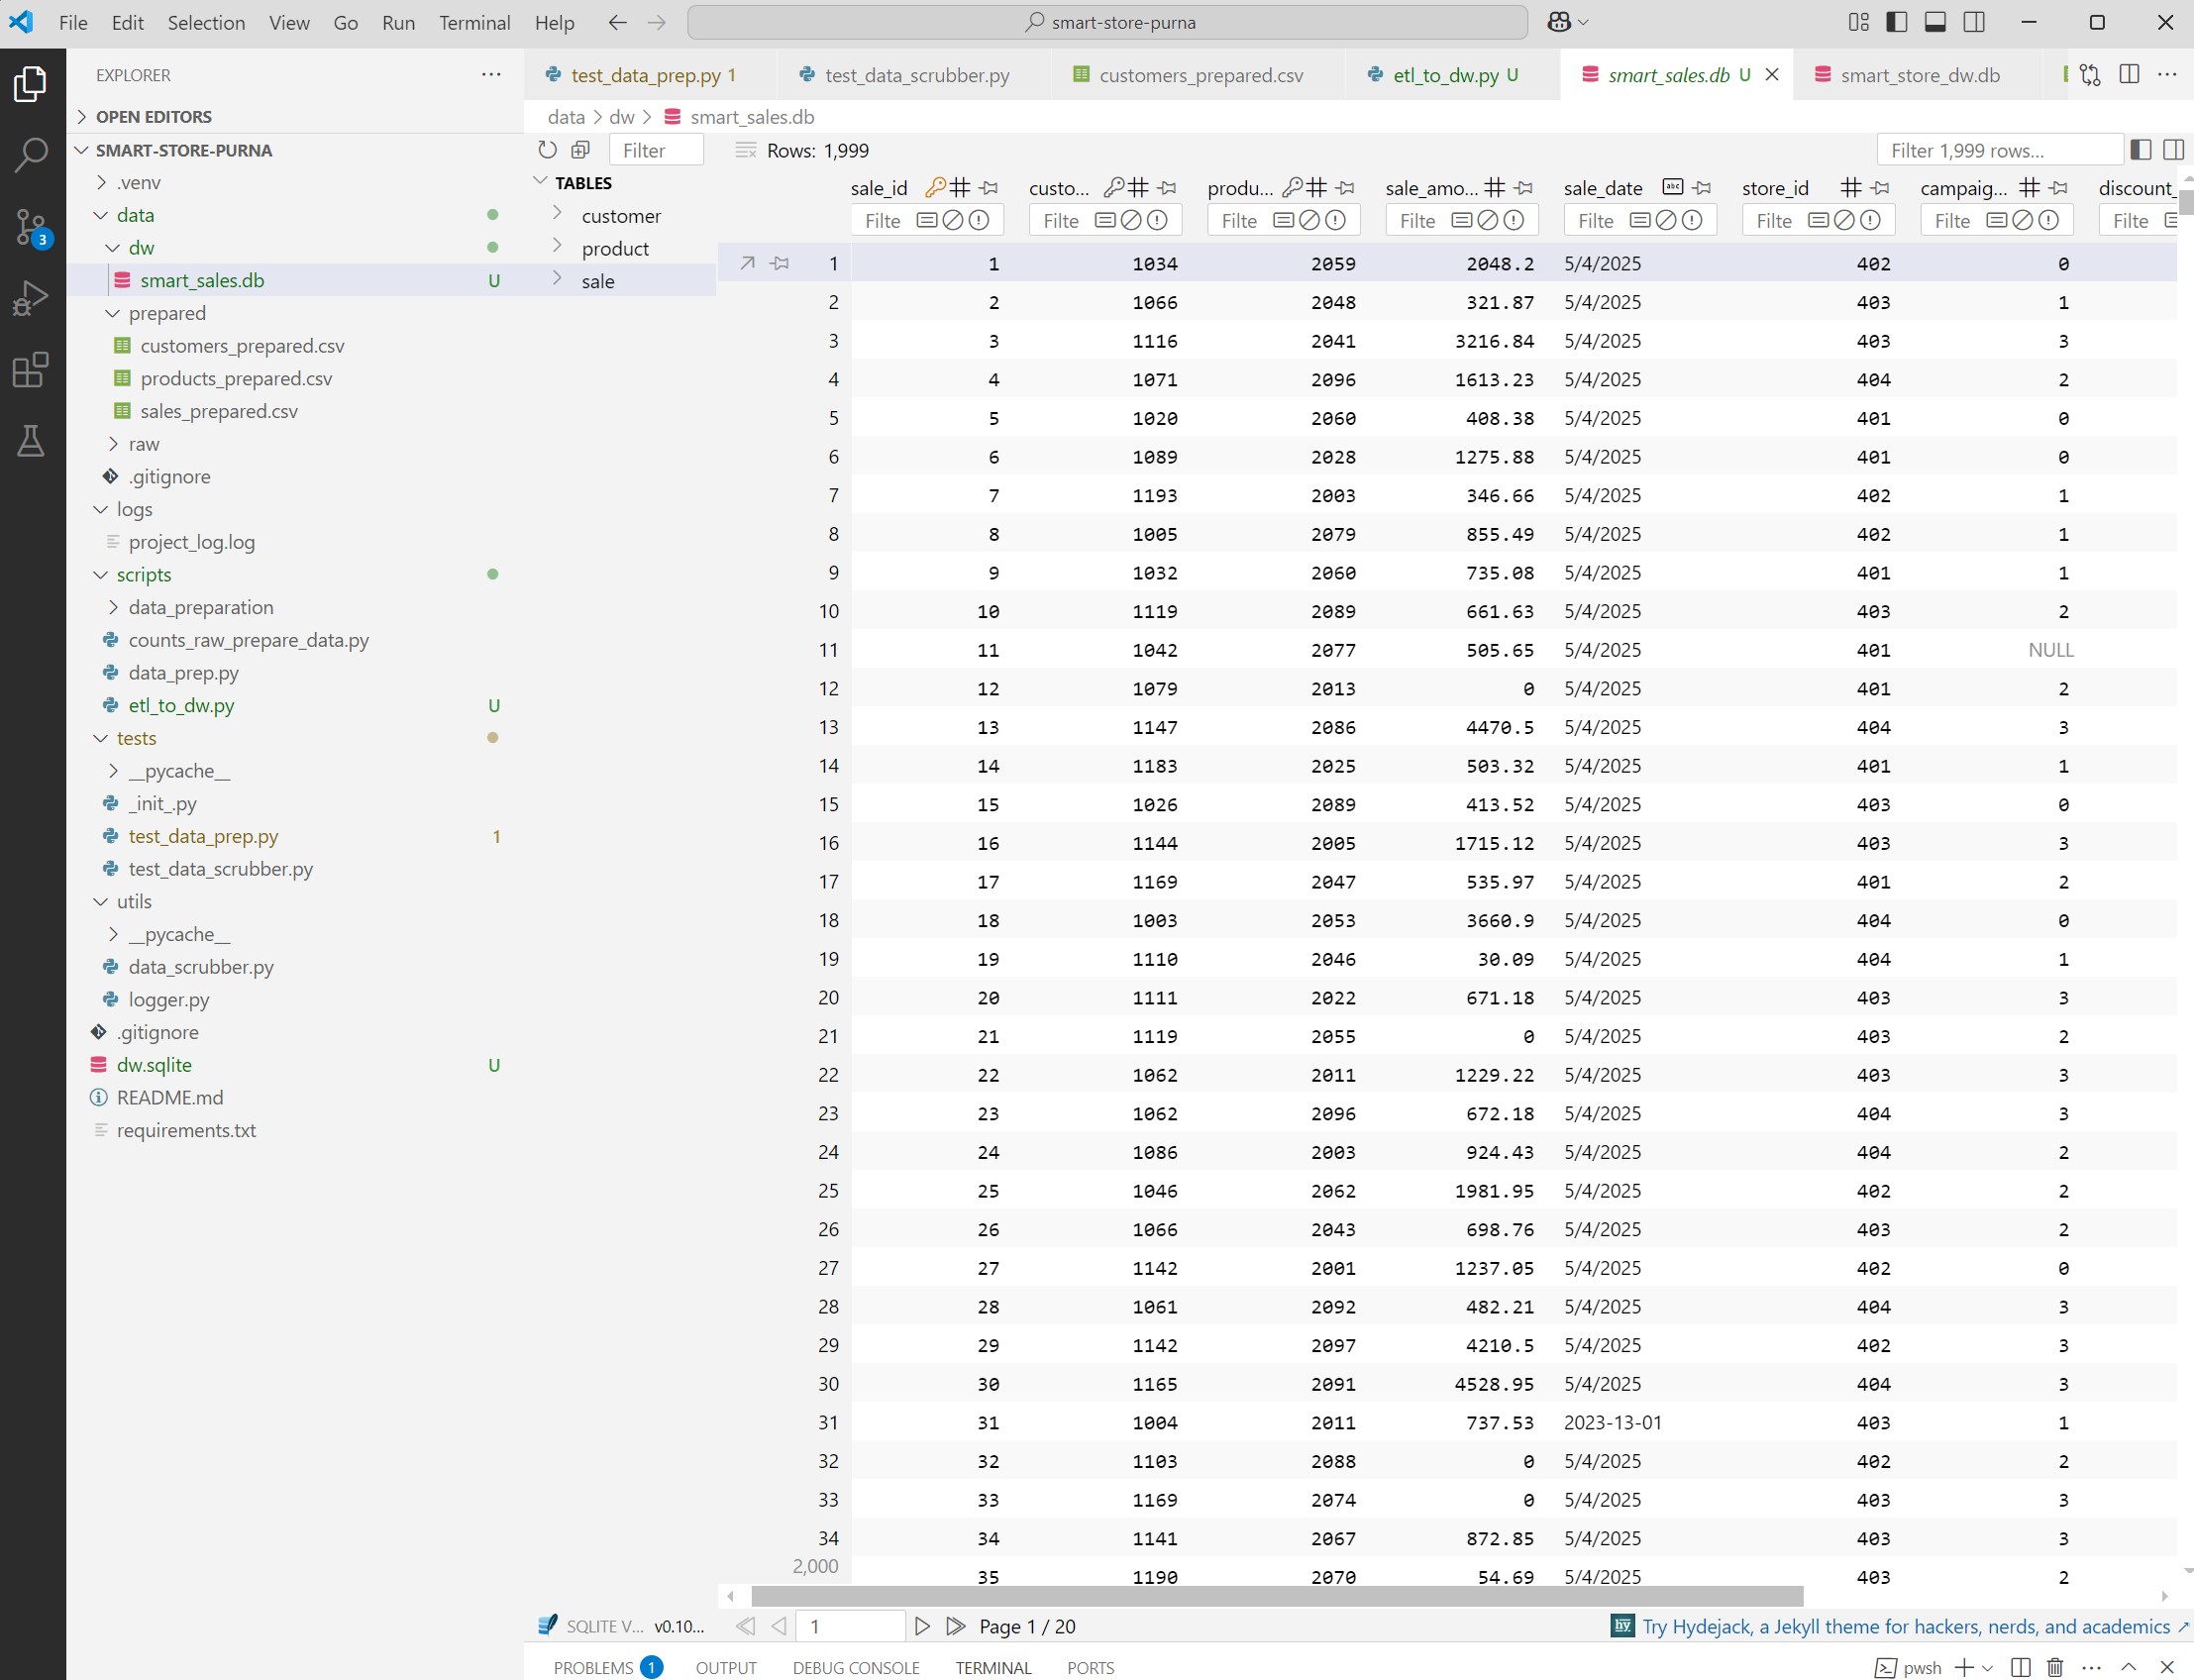 File Edit Selection View Go Run Terminal Help smart-store-purna
EXPLORER
OPEN EDITORS
SMART-STORE-PURNA
.venv
data
dw
smart_sales.db U
prepared
customers_prepared.csv
products_prepared.csv
sales_prepared.csv
raw
.gitignore
logs
project_log.log
scripts
data_preparation
counts_raw_prepare_data.py
data_prep.py
etl_to_dw.py U
tests
__pycache__
_init_.py
test_data_prep.py 1
test_data_scrubber.py
utils
__pycache__
data_scrubber.py
logger.py
.gitignore
dw.sqlite U
README.md
requirements.txt
3
test_data_prep.py 1 test_data_scrubber.py customers_prepared.csv etl_to_dw.py U smart_sales.db U smart_store_dw.db
data > dw > smart_sales.db
Filter Rows: 1,999 Filter 1,999 rows...
TABLES
customer
product
sale
sale_id custo... produ... sale_amo... sale_date store_id campaig... discount_
Filte Filte Filte Filte Filte Filte Filte Filte
1 1 1034 2059 2048.2 5/4/2025 402 0
2 2 1066 2048 321.87 5/4/2025 403 1
3 3 1116 2041 3216.84 5/4/2025 403 3
4 4 1071 2096 1613.23 5/4/2025 404 2
5 5 1020 2060 408.38 5/4/2025 401 0
6 6 1089 2028 1275.88 5/4/2025 401 0
7 7 1193 2003 346.66 5/4/2025 402 1
8 8 1005 2079 855.49 5/4/2025 402 1
9 9 1032 2060 735.08 5/4/2025 401 1
10 10 1119 2089 661.63 5/4/2025 403 2
11 11 1042 2077 505.65 5/4/2025 401 NULL
12 12 1079 2013 0 5/4/2025 401 2
13 13 1147 2086 4470.5 5/4/2025 404 3
14 14 1183 2025 503.32 5/4/2025 401 1
15 15 1026 2089 413.52 5/4/2025 403 0
16 16 1144 2005 1715.12 5/4/2025 403 3
17 17 1169 2047 535.97 5/4/2025 401 2
18 18 1003 2053 3660.9 5/4/2025 404 0
19 19 1110 2046 30.09 5/4/2025 404 1
20 20 1111 2022 671.18 5/4/2025 403 3
21 21 1119 2055 0 5/4/2025 403 2
22 22 1062 2011 1229.22 5/4/2025 403 3
23 23 1062 2096 672.18 5/4/2025 404 3
24 24 1086 2003 924.43 5/4/2025 404 2
25 25 1046 2062 1981.95 5/4/2025 402 2
26 26 1066 2043 698.76 5/4/2025 403 2
27 27 1142 2001 1237.05 5/4/2025 402 0
28 28 1061 2092 482.21 5/4/2025 404 3
29 29 1142 2097 4210.5 5/4/2025 402 3
30 30 1165 2091 4528.95 5/4/2025 404 3
31 31 1004 2011 737.53 2023-13-01 403 1
32 32 1103 2088 0 5/4/2025 402 2
33 33 1169 2074 0 5/4/2025 403 3
34 34 1141 2067 872.85 5/4/2025 403 3
2,000 35 1190 2070 54.69 5/4/2025 403 2
SQLITE V... v0.10... 1 Page 1 / 20 hy Try Hydejack, a Jekyll theme for hackers, nerds, and academics
PROBLEMS 1 OUTPUT DEBUG CONSOLE TERMINAL PORTS pwsh